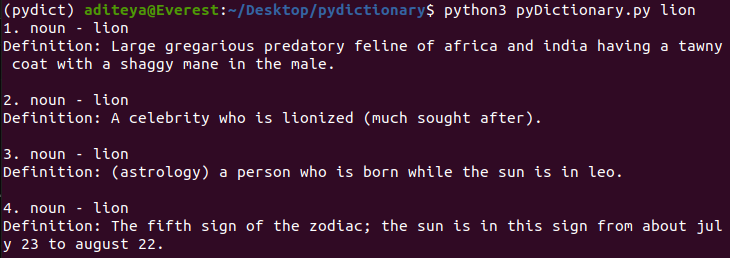 (pydict) aditeya@Everest:~/Desktop/pydictionary$ python3 pyDictionary.py lion
1. noun - lion
Definition: Large gregarious predatory feline of africa and india having a tawny
 coat with a shaggy mane in the male.
2. noun - lion
Definition: A celebrity who is lionized (much sought after).
3. noun - lion
Definition: (astrology) a person who is born while the sun is in leo.
4. noun - lion
Definition: The fifth sign of the zodiac; the sun is in this sign from about jul
y 23 to august 22.